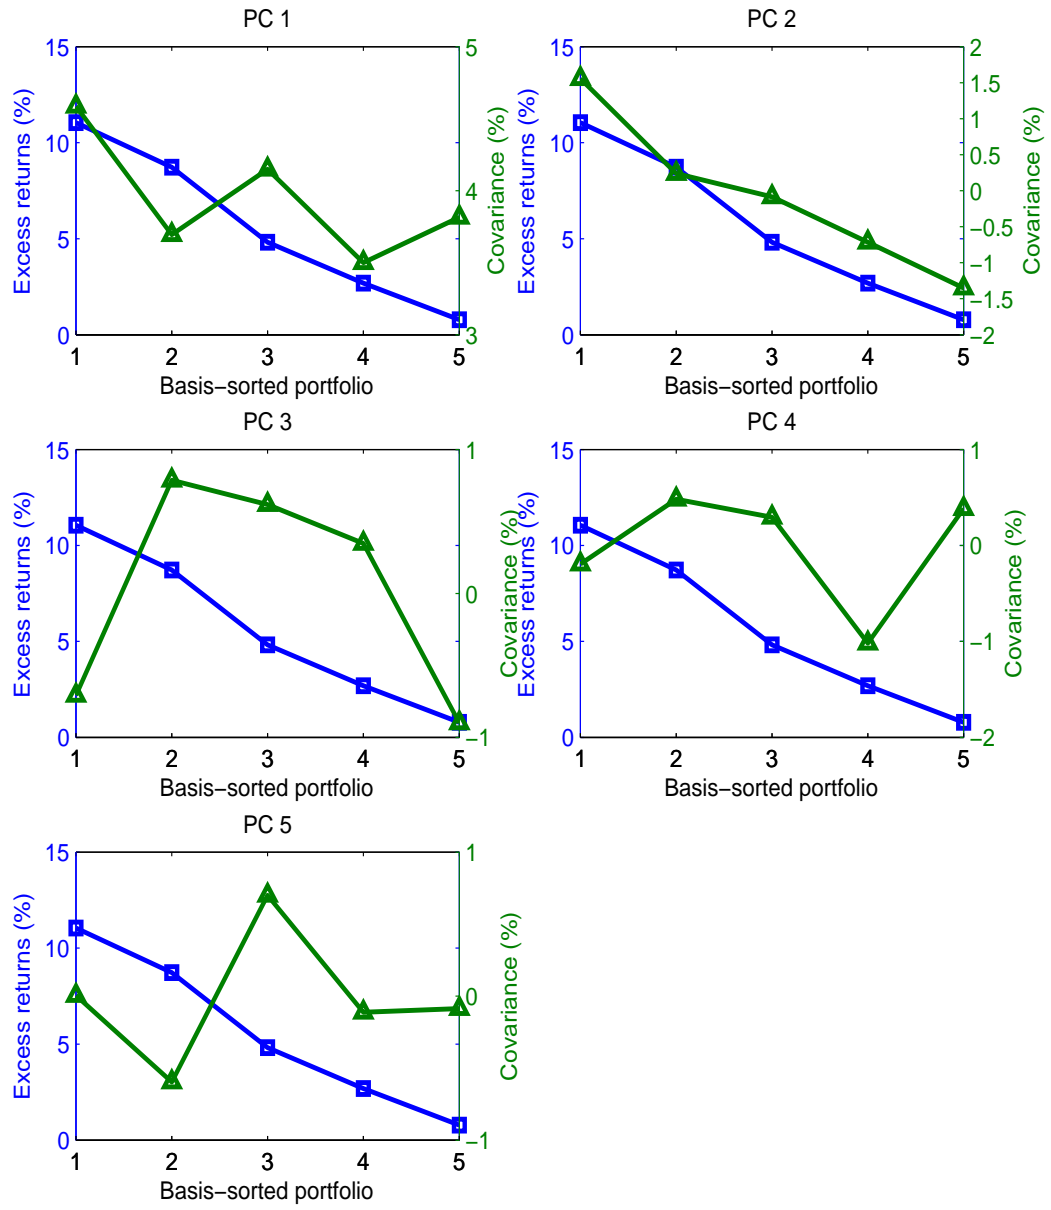 PC 1
15
10
5
0
Excess returns (%)
5
4
3
Covariance (%)
1 2 3 4 5
Basis−sorted portfolio
PC 2
15
10
5
0
Excess returns (%)
2
1.5
1
0.5
0
−0.5
−1
−1.5
−2
Covariance (%)
1 2 3 4 5
Basis−sorted portfolio
PC 3
15
10
5
0
Excess returns (%)
1
0
−1
Covariance (%)
1 2 3 4 5
Basis−sorted portfolio
PC 4
15
10
5
0
Excess returns (%)
1
0
−1
−2
Covariance (%)
1 2 3 4 5
Basis−sorted portfolio
PC 5
15
10
5
0
Excess returns (%)
1
0
−1
Covariance (%)
1 2 3 4 5
Basis−sorted portfolio